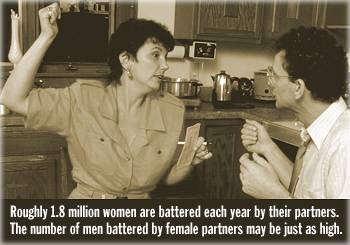 Roughly 1.8 million women are battered each year by their partners.
The number of men battered by female partners may be just as high.